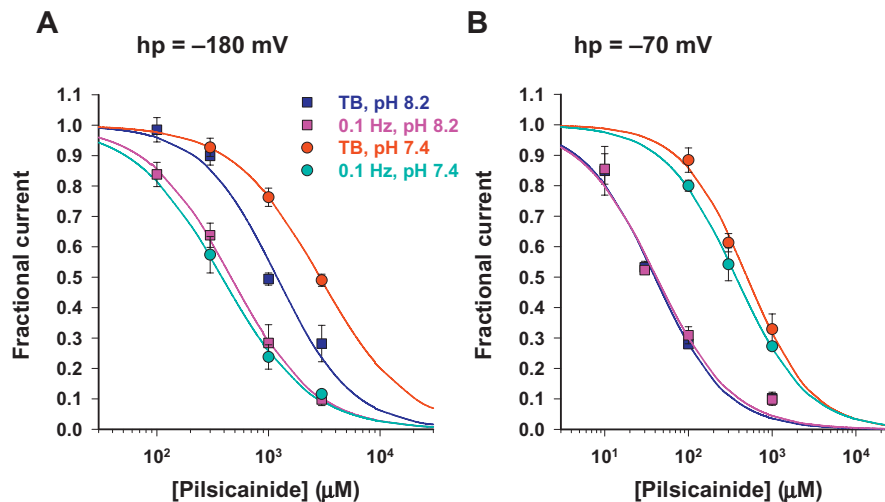 A
hp = –180 mV
1.1
1.0
0.9
0.8
0.7
0.6
0.5
0.4
0.3
0.2
0.1
0.0
Fractional current
TB, pH 8.2
0.1 Hz, pH 8.2
TB, pH 7.4
0.1 Hz, pH 7.4
10²
10³
10⁴
[Pilsicainide] (μM)
B
hp = –70 mV
1.1
1.0
0.9
0.8
0.7
0.6
0.5
0.4
0.3
0.2
0.1
0.0
Fractional current
10¹
10²
10³
10⁴
[Pilsicainide] (μM)